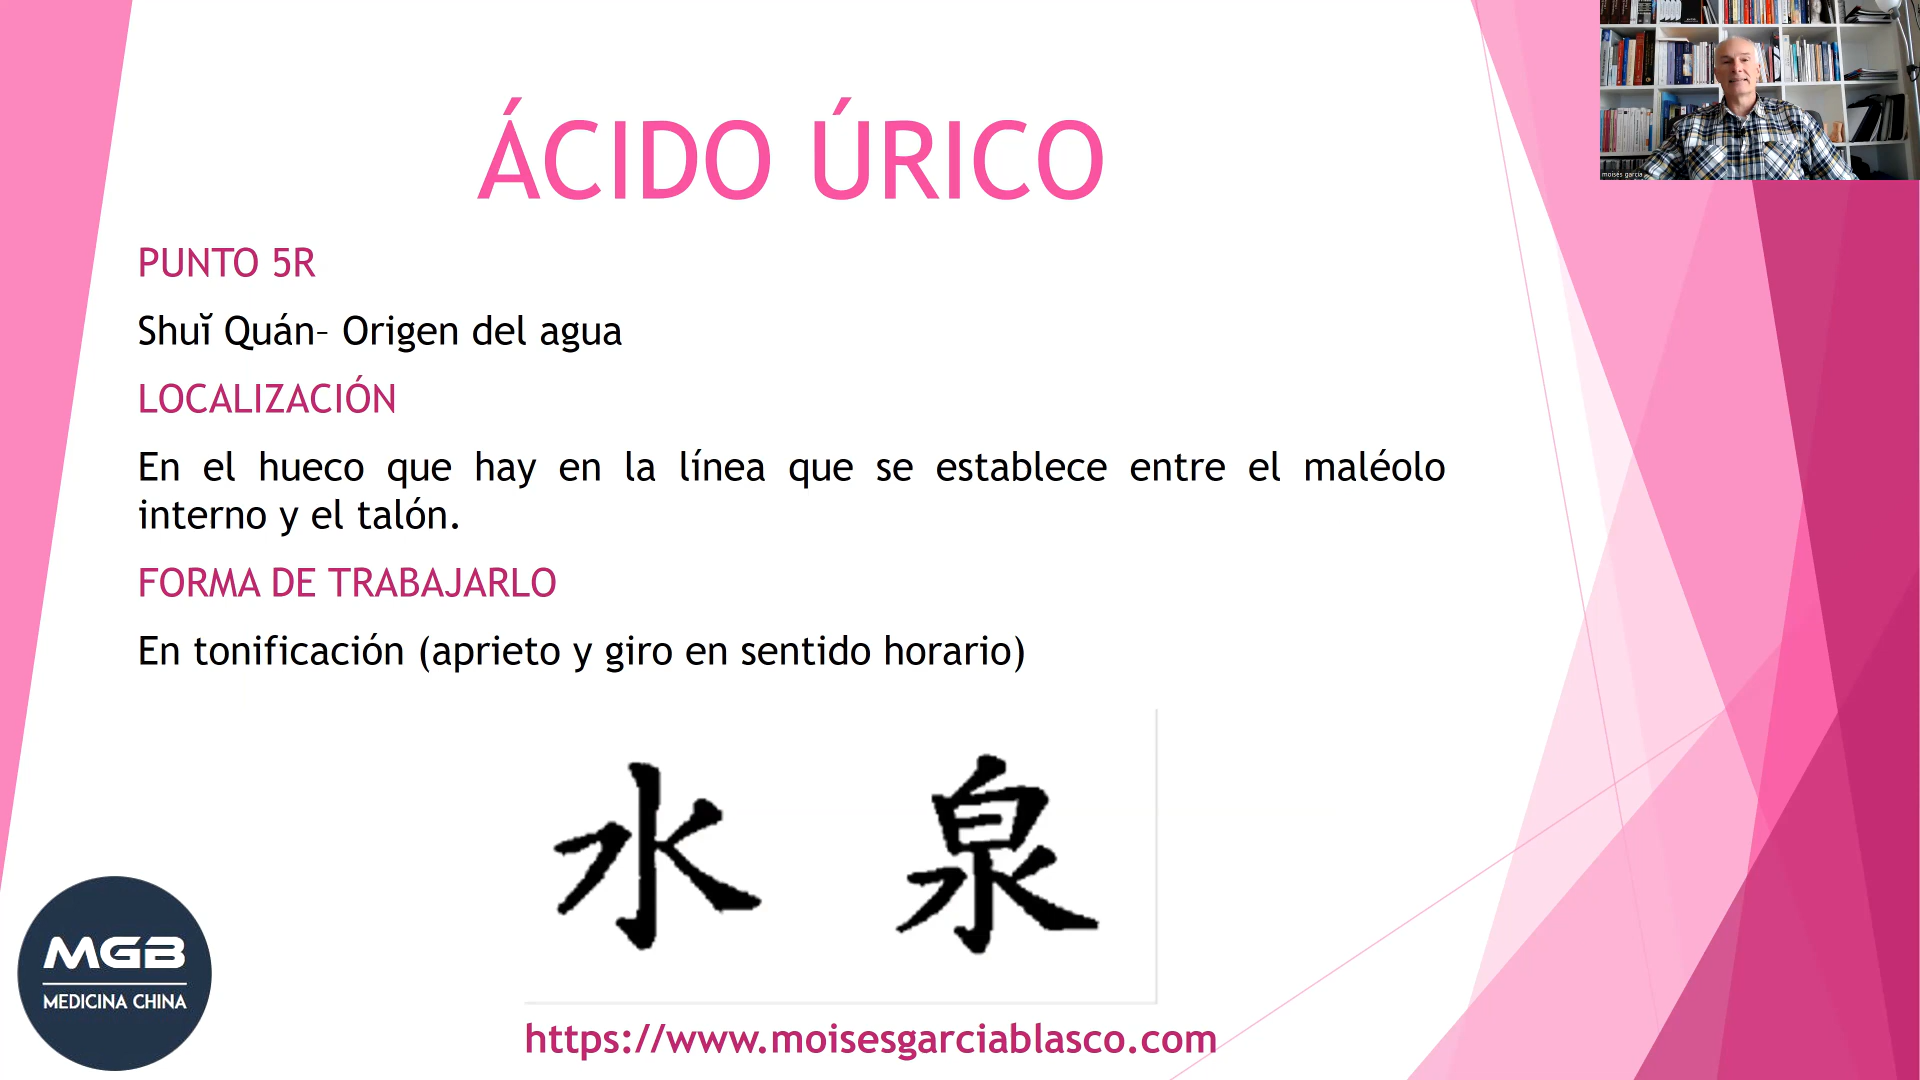 moisés garcía
ÁCIDO ÚRICO
PUNTO 5R
Shuǐ Quán– Origen del agua
LOCALIZACIÓN
En el hueco que hay en la línea que se establece entre el maléolo
interno y el talón.
FORMA DE TRABAJARLO
En tonificación (aprieto y giro en sentido horario)
水 泉
MGB
MEDICINA CHINA
https://www.moisesgarciablasco.com